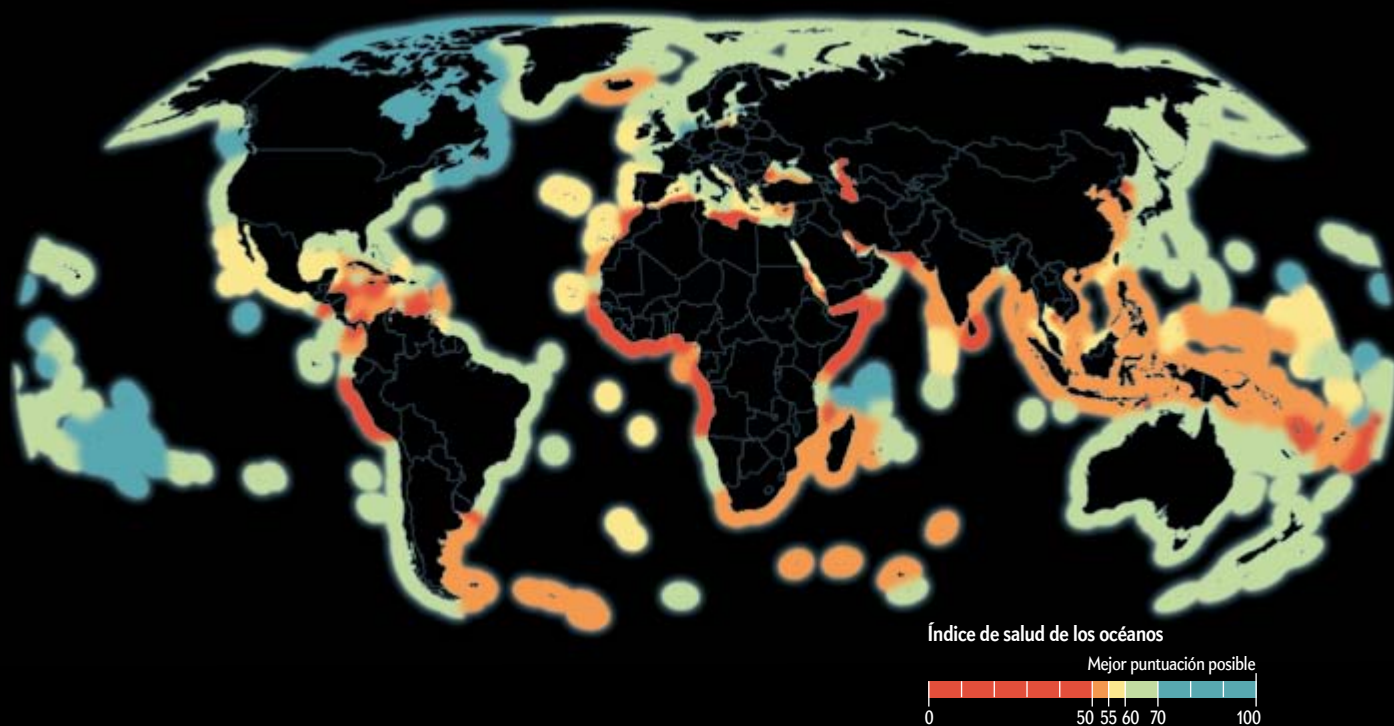 Índice de salud de los océanos
Mejor puntuación posible
0 50 55 60 70 100